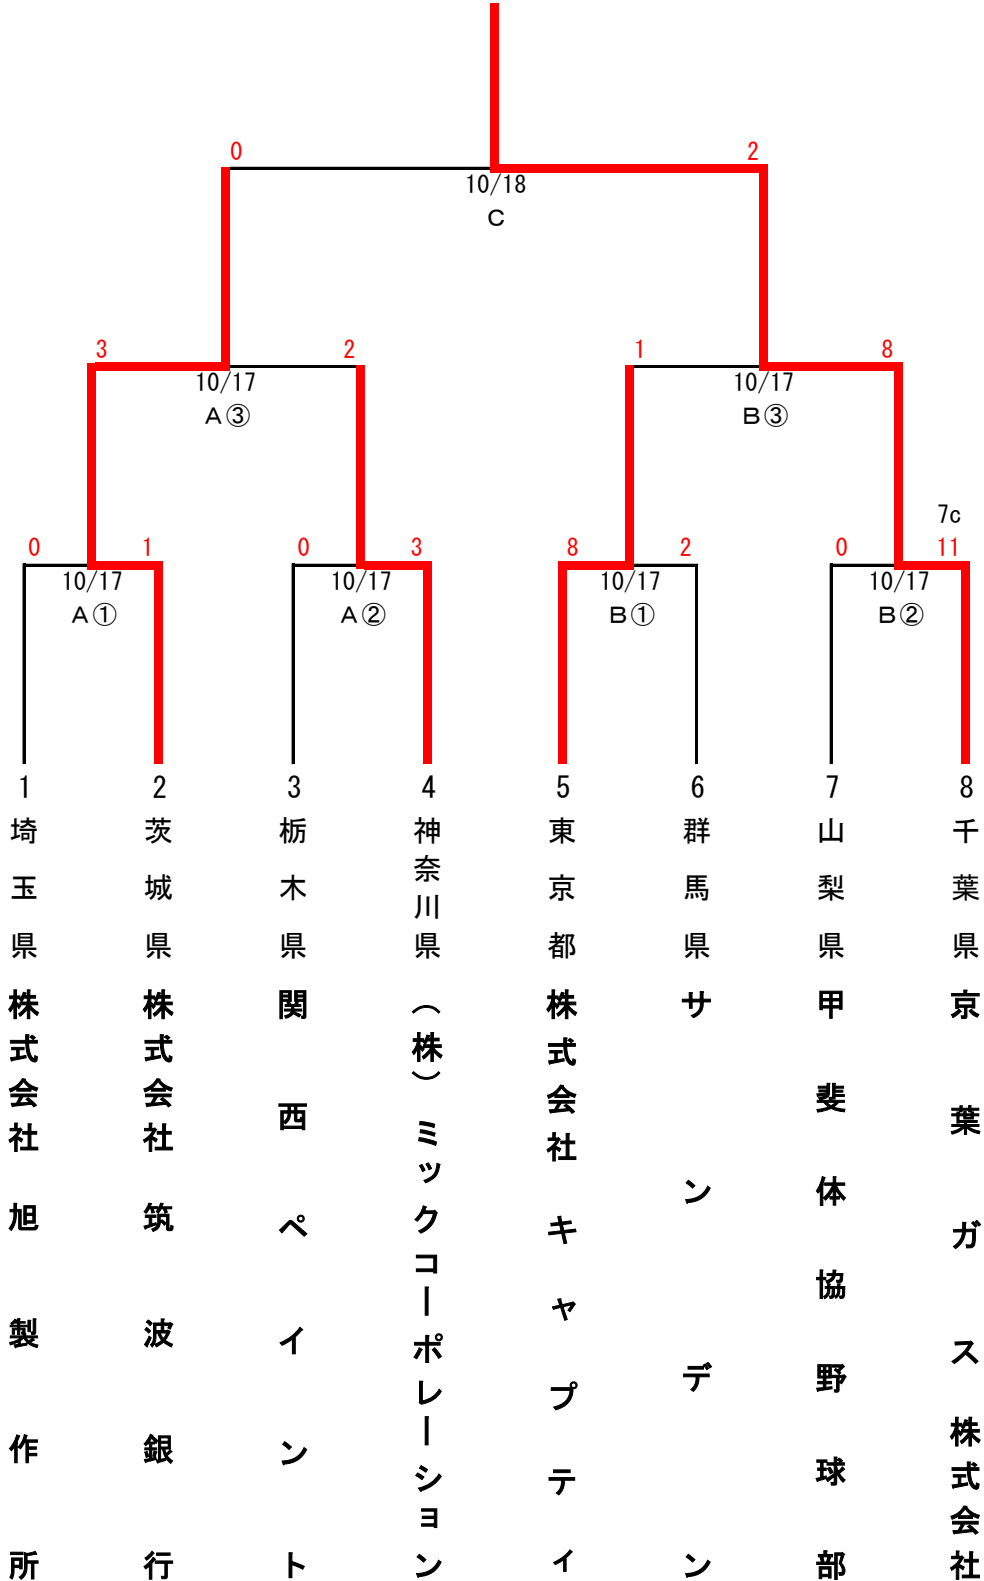 0 2
10/18
C
3 2 1 8
10/17 10/17
A③ B③
7c
0 1 0 3 8 2 0 11
10/17 10/17 10/17 10/17
A① A② B① B②
1 2 3 4 5 6 7 8
埼玉県
茨城県
栃木県
神奈川県
東京都
群馬県
山梨県
千葉県
株式会社旭製作所
株式会社筑波銀行
関西ペイント
(株)ミックコーポレーション
株式会社キャプティ
サンデン
甲斐体協野球部
京葉ガス株式会社